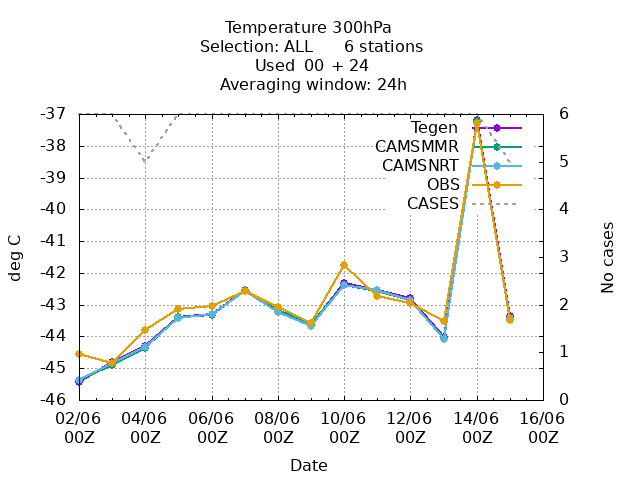 Temperature 300hPa
Selection: ALL      6 stations
Used  00  + 24
Averaging window: 24h
-37
-38
-39
-40
-41
-42
-43
-44
-45
-46
6
5
4
3
2
1
0
Tegen
CAMSMMR
CAMSNRT
OBS
CASES
deg C
No cases
02/06 04/06 06/06 08/06 10/06 12/06 14/06 16/06
00Z 00Z 00Z 00Z 00Z 00Z 00Z 00Z
Date